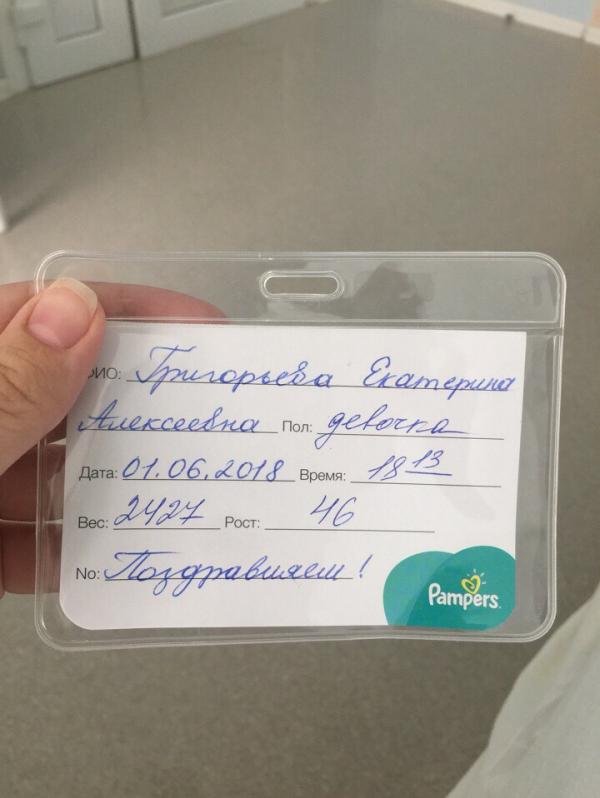 ФИО: Григорьева Екатерина
Алексеевна Пол: девочка
Дата: 01.06.2018 Время: 18 13
Вес: 2427 Рост: 46
No: Поздравляем!
Pampers.